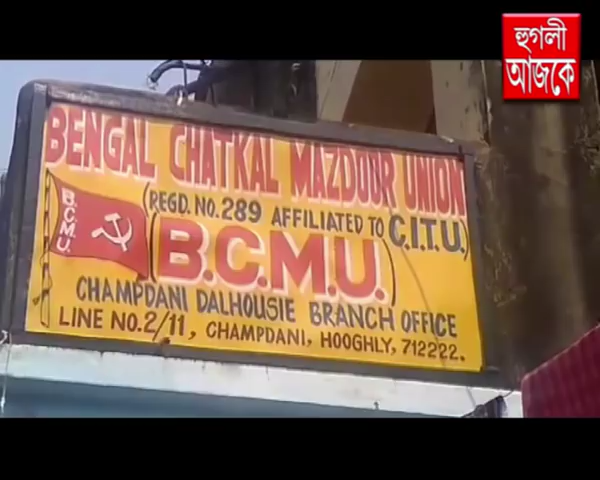 হুগলী
আজকে
BENGAL CHATKAL MAZDOOR UNION
(REGD. NO. 289 AFFILIATED TO C.I.T.U.)
B.C.M.U.
(B.C.M.U.)
CHAMPDANI DALHOUSIE BRANCH OFFICE
LINE NO. 2/11, CHAMPDANI, HOOGHLY, 712222.